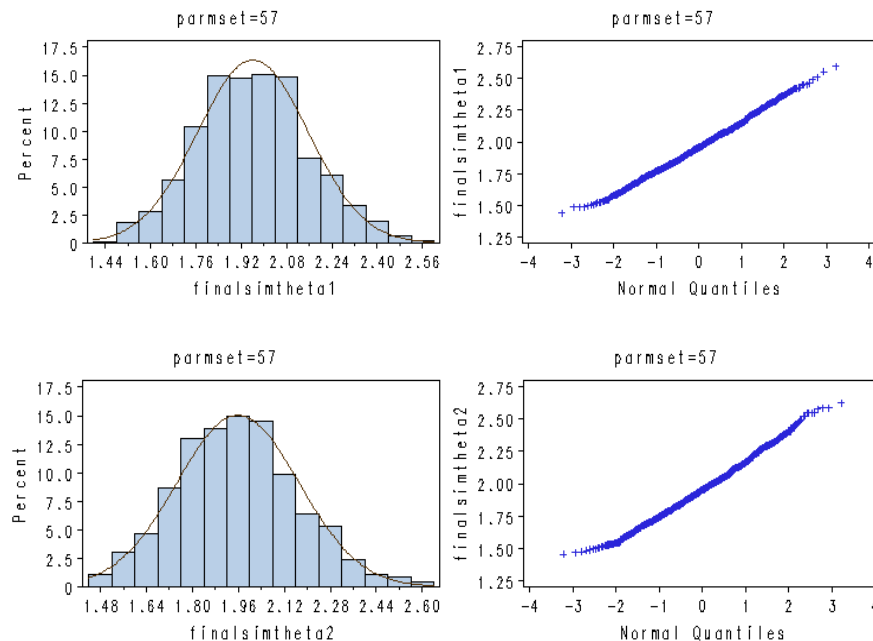 parmset=57
17.5
15.0
12.5
10.0
7.5
5.0
2.5
0
Percent
1.44 1.60 1.76 1.92 2.08 2.24 2.40 2.56
finalsimtheta1
parmset=57
2.75
2.50
2.25
2.00
1.75
1.50
1.25
finalsimtheta1
-4 -3 -2 -1 0 1 2 3 4
Normal Quantiles
parmset=57
17.5
15.0
12.5
10.0
7.5
5.0
2.5
0
Percent
1.48 1.64 1.80 1.96 2.12 2.28 2.44 2.60
finalsimtheta2
parmset=57
2.75
2.50
2.25
2.00
1.75
1.50
1.25
finalsimtheta2
-4 -3 -2 -1 0 1 2 3 4
Normal Quantiles